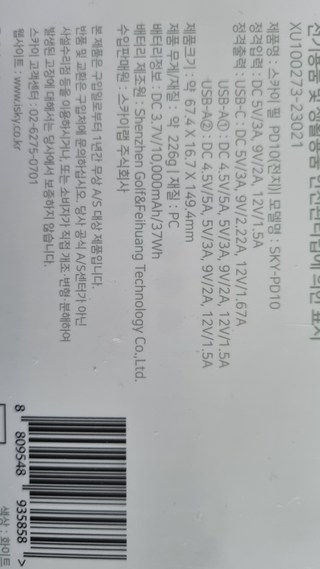 전기용품 및 생활용품 안전관리법에 의한 표시
XU100273-23021
제품명 : 스카이 필 PD10(전지) 모델명 : SKY-PD10
정격입력 : DC 5V/3A, 9V/2A, 12V/1.5A
정격출력 : USB-C : DC 5V/3A, 9V/2.22A, 12V/1.67A
USB-A① : DC 4.5V/5A, 5V/3A, 9V/2A, 12V/1.5A
USB-A② : DC 4.5V/5A, 5V/3A, 9V/2A, 12V/1.5A
제품크기 : 약 67.4 X 16.7 X 149.4mm
제품 무게/재질 : 약 226g | 재질 : PC
배터리정보 : DC 3.7V/10,000mAh/37Wh
배터리 제조원 : Shenzhen Golf&Feihuang Technology Co.,Ltd.
수입판매원 : 스카이랩 주식회사
본 제품은 구입일로부터 1년간 무상 A/S 대상 제품입니다.
반품 및 교환은 구입처에 문의하십시오. 당사 공식 A/S센터가 아닌
사설수리점 등을 이용하시거나, 또는 소비자가 직접 개조·변형·분해하여
발생된 고장에 대해서는 당사에서 보증하지 않습니다.
스카이 고객센터 : 02-6275-0701
웹사이트 : www.isky.co.kr
8 809548 935858 >
색상 : 화이트